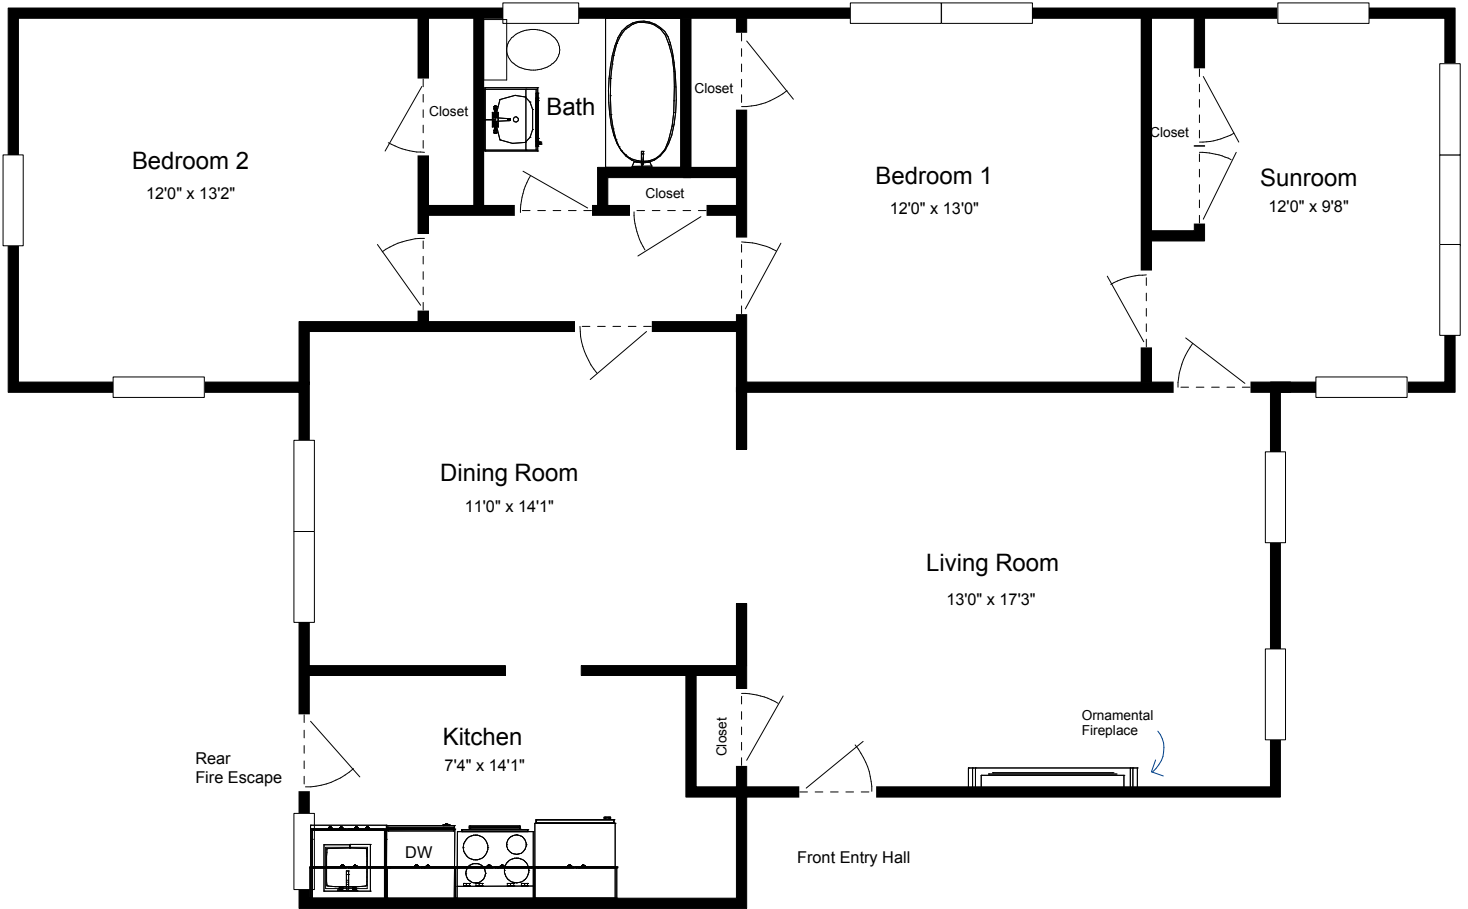 Closet
Bath
Closet
Closet
Closet
Bedroom 2
12'0" x 13'2"
Closet
Bedroom 1
12'0" x 13'0"
Sunroom
12'0" x 9'8"
Dining Room
11'0" x 14'1"
Living Room
13'0" x 17'3"
Kitchen
7'4" x 14'1"
Closet
Ornamental
Fireplace
Rear
Fire Escape
DW
Front Entry Hall